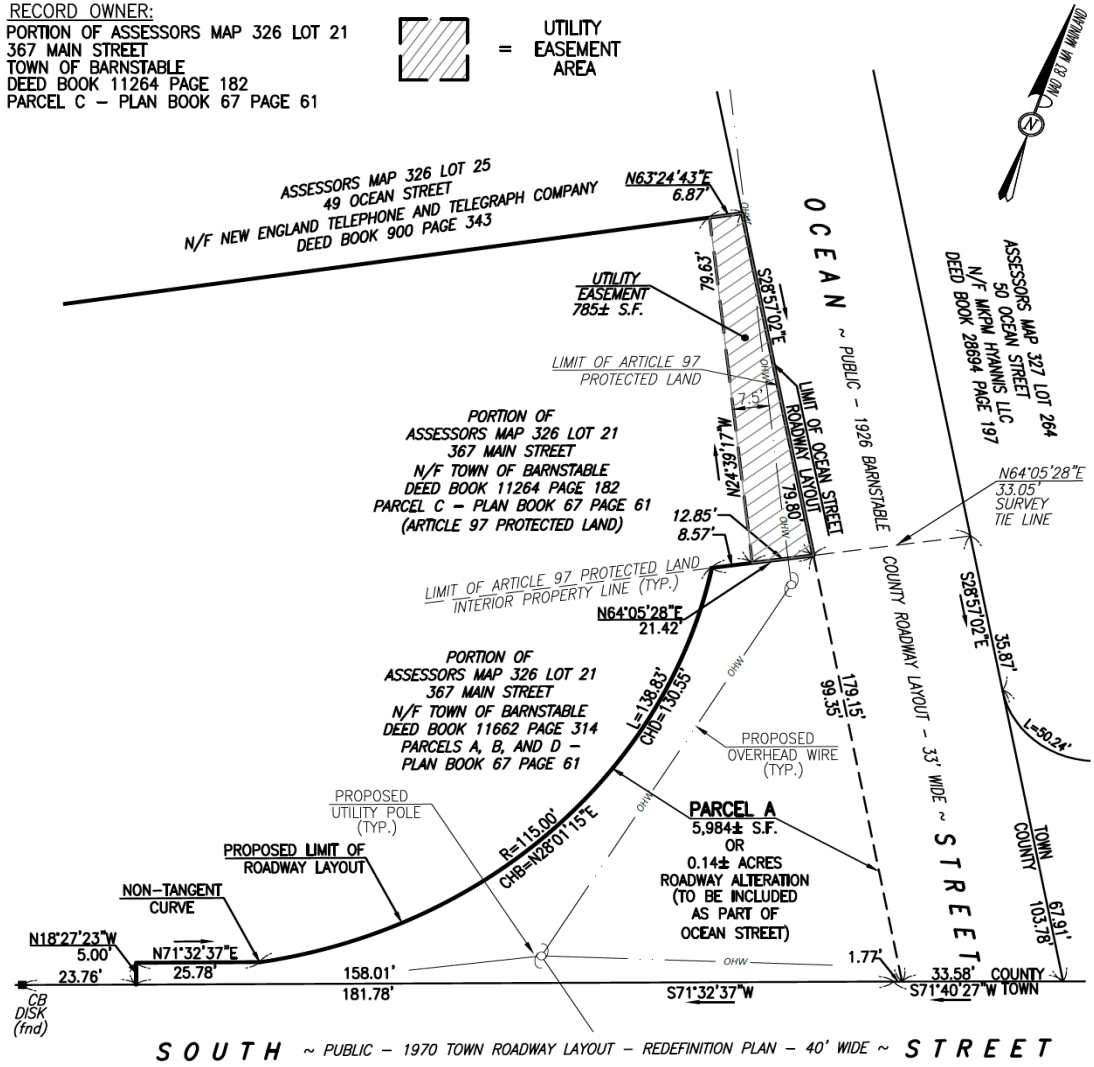 RECORD OWNER:
PORTION OF ASSESSORS MAP 326 LOT 21
367 MAIN STREET
TOWN OF BARNSTABLE
DEED BOOK 11264 PAGE 182
PARCEL C – PLAN BOOK 67 PAGE 61
=
UTILITY
EASEMENT
AREA
NAD 83 MA MAINLAND
N
ASSESSORS MAP 326 LOT 25
49 OCEAN STREET
N/F NEW ENGLAND TELEPHONE AND TELEGRAPH COMPANY
DEED BOOK 900 PAGE 343
N63°24'43"E
6.87'
OHW
79.63'
S28°57'02"E
UTILITY
EASEMENT
785± S.F.
OHW
LIMIT OF ARTICLE 97
PROTECTED LAND
7.5'
LIMIT OF OCEAN STREET
ROADWAY LAYOUT
N24°39'17"W
79.80'
OHW
OCEAN ~ PUBLIC – 1926 BARNSTABLE
COUNTY ROADWAY LAYOUT – 33' WIDE ~ STREET
ASSESSORS MAP 327 LOT 264
50 OCEAN STREET
N/F MKPM HYANNIS LLC
DEED BOOK 28694 PAGE 197
PORTION OF
ASSESSORS MAP 326 LOT 21
367 MAIN STREET
N/F TOWN OF BARNSTABLE
DEED BOOK 11264 PAGE 182
PARCEL C – PLAN BOOK 67 PAGE 61
(ARTICLE 97 PROTECTED LAND)
N64°05'28"E
33.05'
SURVEY
TIE LINE
12.85'
8.57'
LIMIT OF ARTICLE 97 PROTECTED LAND
INTERIOR PROPERTY LINE (TYP.)
N64°05'28"E
21.42'
S28°57'02"E
35.87'
L=50.24'
PORTION OF
ASSESSORS MAP 326 LOT 21
367 MAIN STREET
N/F TOWN OF BARNSTABLE
DEED BOOK 11662 PAGE 314
PARCELS A, B, AND D –
PLAN BOOK 67 PAGE 61
L=138.83'
CHD=130.55'
OHW
179.15'
99.35'
PROPOSED
OVERHEAD WIRE
(TYP.)
OHW
PROPOSED
UTILITY POLE
(TYP.)
PARCEL A
5,984± S.F.
OR
0.14± ACRES
ROADWAY ALTERATION
(TO BE INCLUDED
AS PART OF
OCEAN STREET)
R=115.00'
CHB=N28°01'15"E
PROPOSED LIMIT OF
ROADWAY LAYOUT
TOWN
COUNTY
67.91'
103.78'
NON-TANGENT
CURVE
N18°27'23"W
5.00'
N71°32'37"E
25.78'
23.76'
158.01'
181.78'
OHW
1.77'
S71°32'37"W
33.58'
COUNTY
S71°40'27"W
TOWN
CB
DISK
(fnd)
SOUTH ~ PUBLIC – 1970 TOWN ROADWAY LAYOUT – REDEFINITION PLAN – 40' WIDE ~ STREET